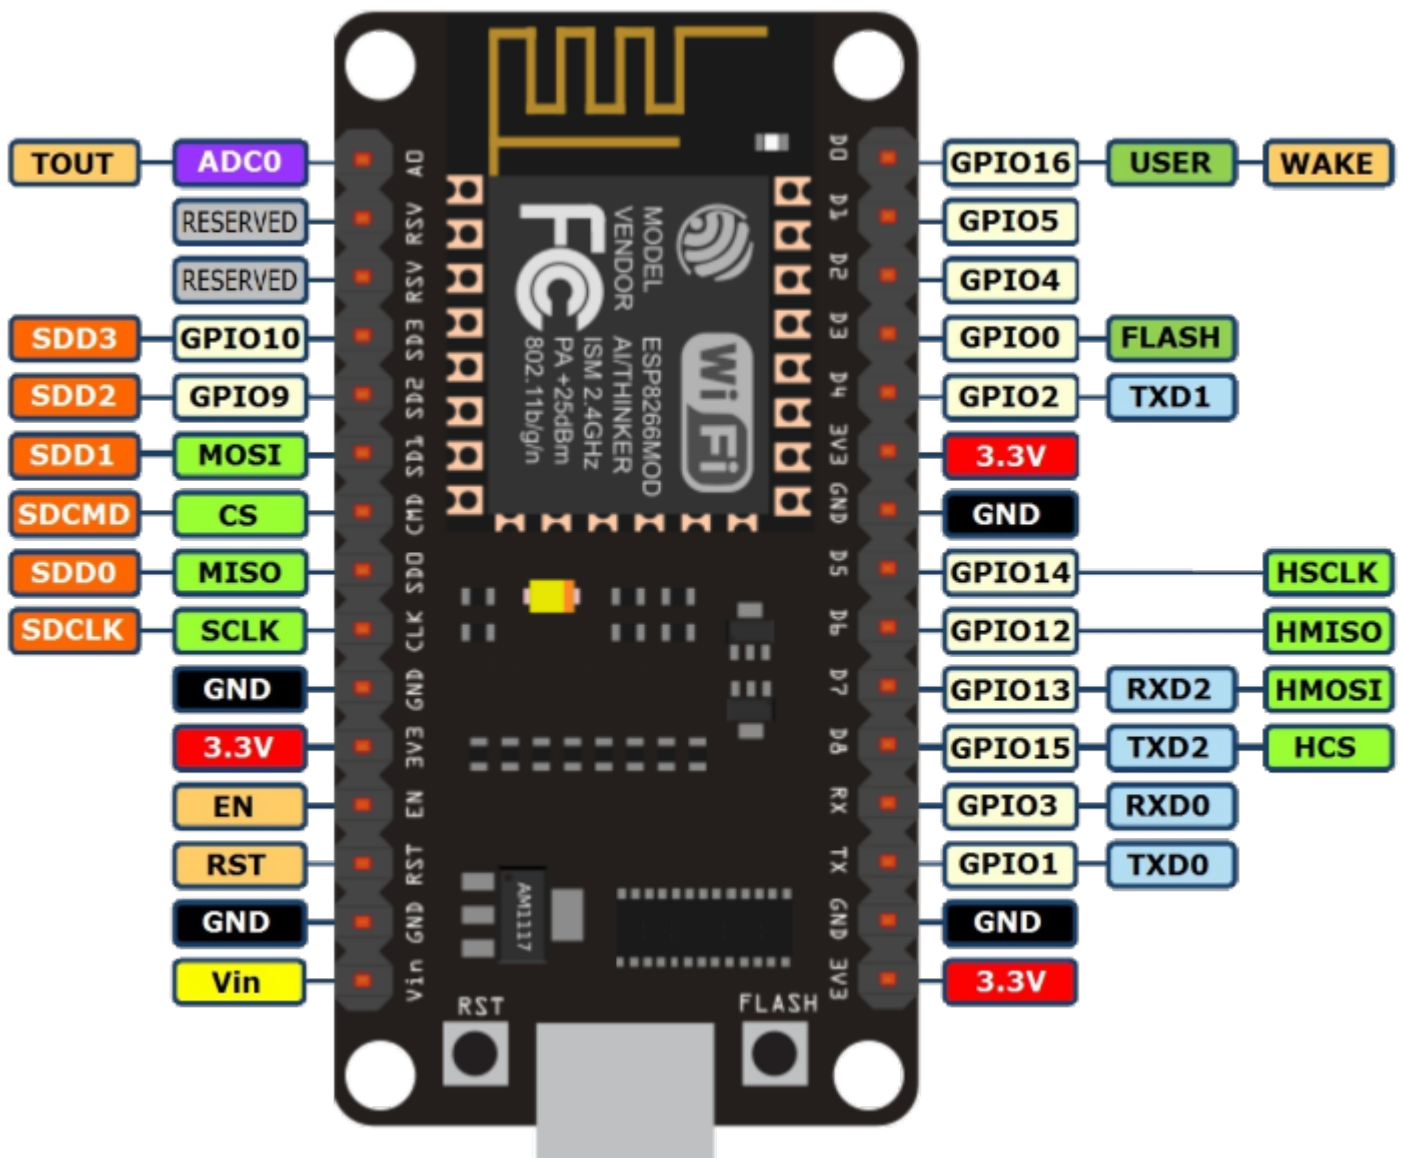 TOUT ADC0 A0 D0 GPIO16 USER WAKE
RESERVED RSV D1 GPIO5
RESERVED RSV D2 GPIO4
SDD3 GPIO10 SD3 D3 GPIO0 FLASH
SDD2 GPIO9 SD2 D4 GPIO2 TXD1
SDD1 MOSI SD1 3V3 3.3V
SDCMD CS CMD GND GND
SDD0 MISO SD0 D5 GPIO14 HSCLK
SDCLK SCLK CLK D6 GPIO12 HMISO
GND GND D7 GPIO13 RXD2 HMOSI
3.3V 3V3 D8 GPIO15 TXD2 HCS
EN EN RX GPIO3 RXD0
RST RST TX GPIO1 TXD0
GND GND GND GND
Vin Vin 3V3 3.3V
MODEL ESP8266MOD
VENDOR AI/THINKER
ISM 2.4GHz
PA +25dBm
802.11b/g/n
FC
WiFi
AM1117
RST
FLASH